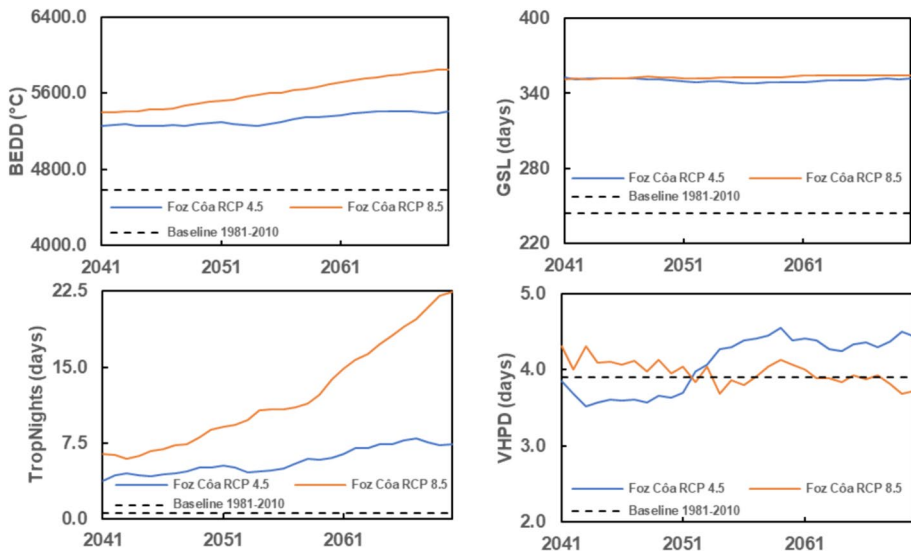 6400.0
5600.0
4800.0
4000.0
BEDD (°C)
Foz Côa RCP 4.5
Foz Côa RCP 8.5
Baseline 1981-2010
2041
2051
2061
400
340
280
220
GSL (days)
Foz Côa RCP 4.5
Foz Côa RCP 8.5
Baseline 1981-2010
2041
2051
2061
22.5
15.0
7.5
0.0
TropNights (days)
Foz Côa RCP 4.5
Foz Côa RCP 8.5
Baseline 1981-2010
2041
2051
2061
5.0
4.0
3.0
2.0
VHPD (days)
Foz Côa RCP 4.5
Foz Côa RCP 8.5
Baseline 1981-2010
2041
2051
2061